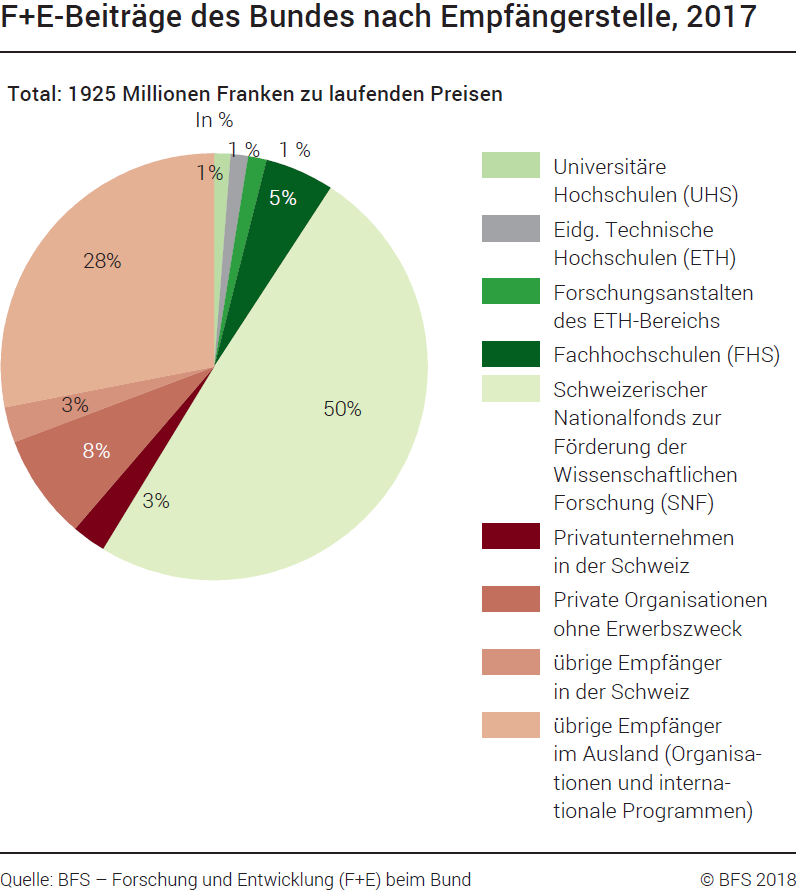 F+E-Beiträge des Bundes nach Empfängerstelle, 2017
Total: 1925 Millionen Franken zu laufenden Preisen
In %
1%
1 %
1 %
5%
28%
50%
3%
8%
3%
Universitäre
Hochschulen (UHS)
Eidg. Technische
Hochschulen (ETH)
Forschungsanstalten
des ETH-Bereichs
Fachhochschulen (FHS)
Schweizerischer
Nationalfonds zur
Förderung der
Wissenschaftlichen
Forschung (SNF)
Privatunternehmen
in der Schweiz
Private Organisationen
ohne Erwerbszweck
übrige Empfänger
in der Schweiz
übrige Empfänger
im Ausland (Organisa-
tionen und interna-
tionale Programmen)
Quelle: BFS – Forschung und Entwicklung (F+E) beim Bund
© BFS 2018